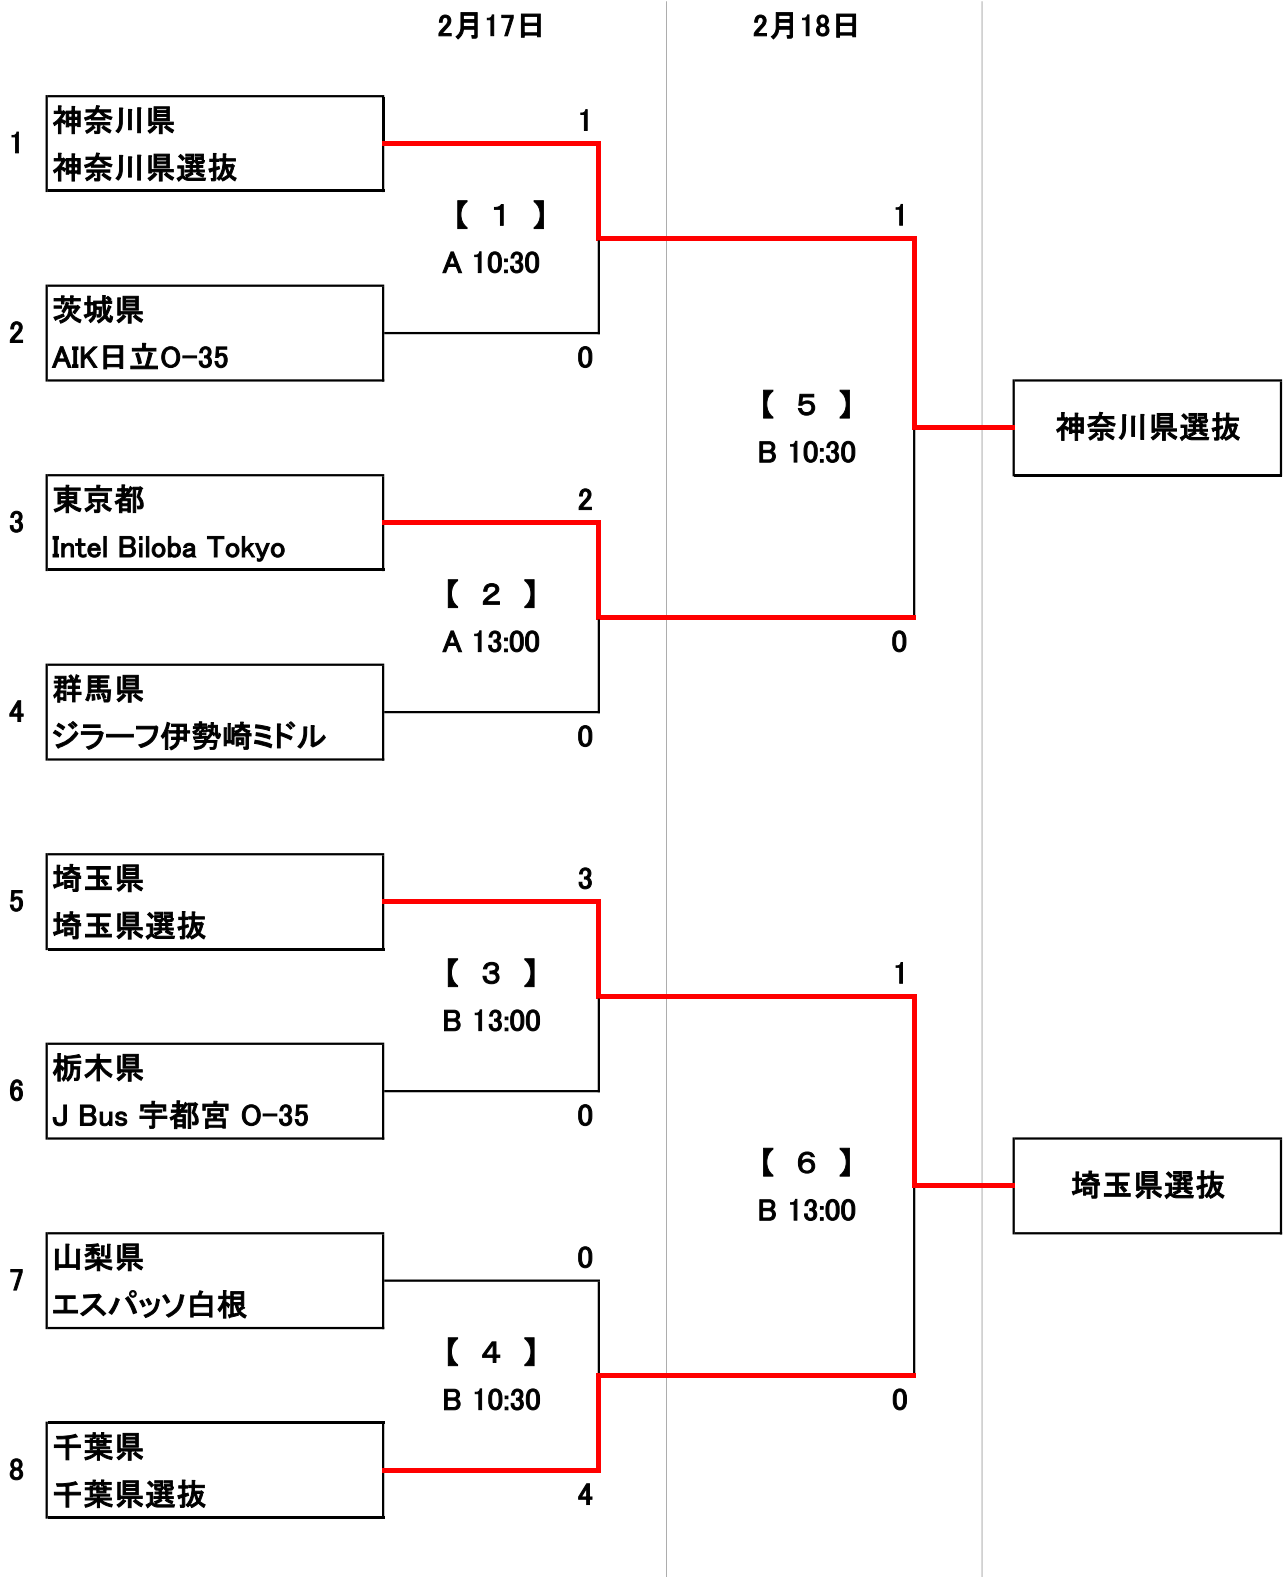 2月17日
2月18日
1
神奈川県
神奈川県選抜
1
【 1 】
A 10:30
2
茨城県
AIK日立O-35
0
1
【 5 】
B 10:30
神奈川県選抜
3
東京都
Intel Biloba Tokyo
2
【 2 】
A 13:00
0
4
群馬県
ジラーフ伊勢崎ミドル
0
5
埼玉県
埼玉県選抜
3
【 3 】
B 13:00
1
6
栃木県
J Bus 宇都宮 O-35
0
【 6 】
B 13:00
埼玉県選抜
7
山梨県
エスパッソ白根
0
【 4 】
B 10:30
0
8
千葉県
千葉県選抜
4